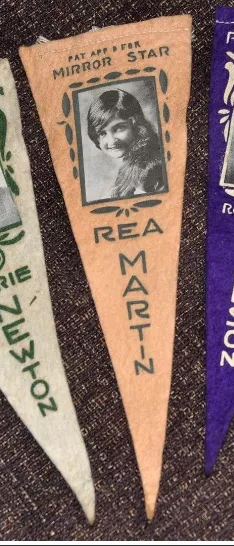 PAT APP'D FOR
MIRROR STAR
REA
MARTIN
RIE
NEWTON